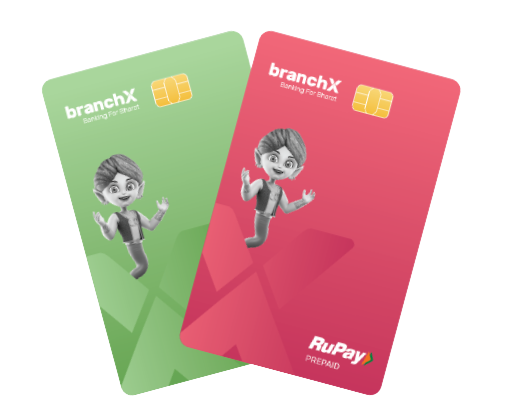 branchX
Banking For Bharat
branchX
Banking For Bharat
RuPay
PREPAID